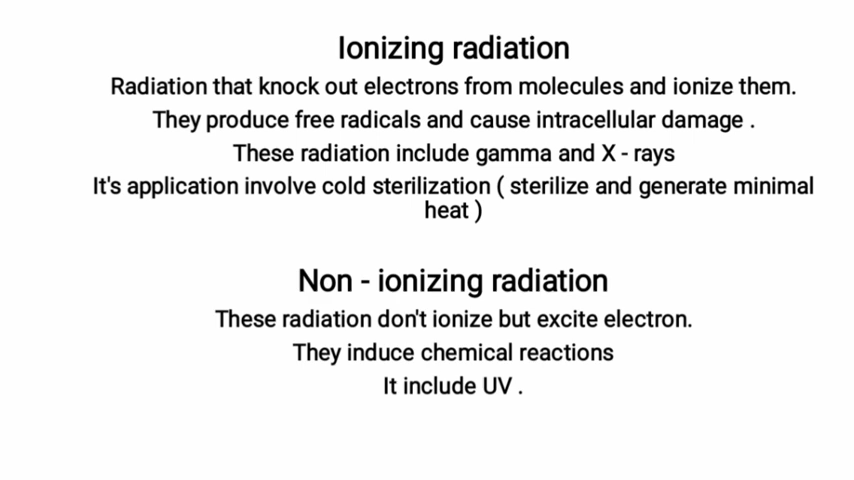 Ionizing radiation
Radiation that knock out electrons from molecules and ionize them.
They produce free radicals and cause intracellular damage .
These radiation include gamma and X - rays
It's application involve cold sterilization ( sterilize and generate minimal
heat )
Non - ionizing radiation
These radiation don't ionize but excite electron.
They induce chemical reactions
It include UV .